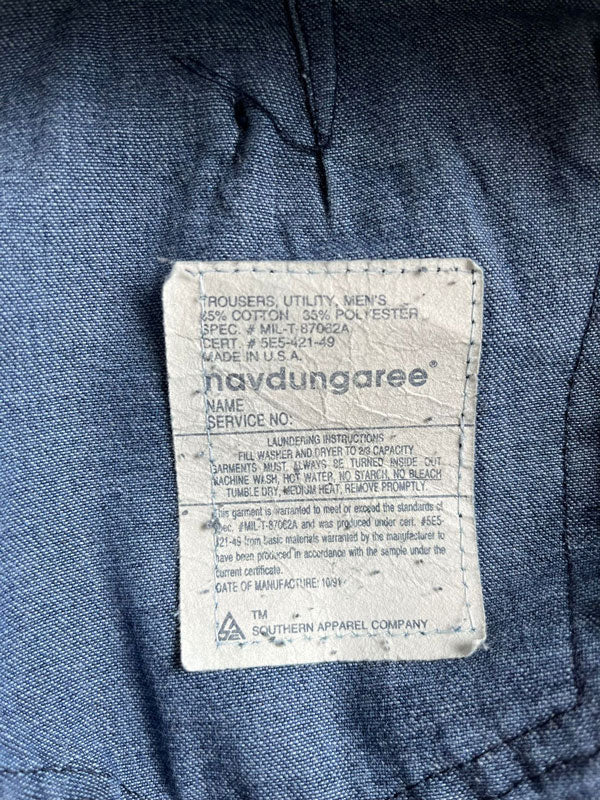 TROUSERS, UTILITY, MEN'S
65% COTTON 35% POLYESTER
SPEC. # MIL-T-87062A
CERT. # 5E5-421-49
MADE IN U.S.A.
navdungaree®
NAME
SERVICE NO:
LAUNDERING INSTRUCTIONS
FILL WASHER AND DRYER TO 2/3 CAPACITY
GARMENTS MUST ALWAYS BE TURNED INSIDE OUT
MACHINE WASH, HOT WATER, NO STARCH, NO BLEACH
TUMBLE DRY, MEDIUM HEAT, REMOVE PROMPTLY.
This garment is warranted to meet or exceed the standards of
Spec. #MIL-T-87062A and was produced under cert. #5E5-
421-49 from basic materials warranted by the manufacturer to
have been produced in accordance with the sample under the
current certificate.
DATE OF MANUFACTURE: 10/91
TM
SOUTHERN APPAREL COMPANY